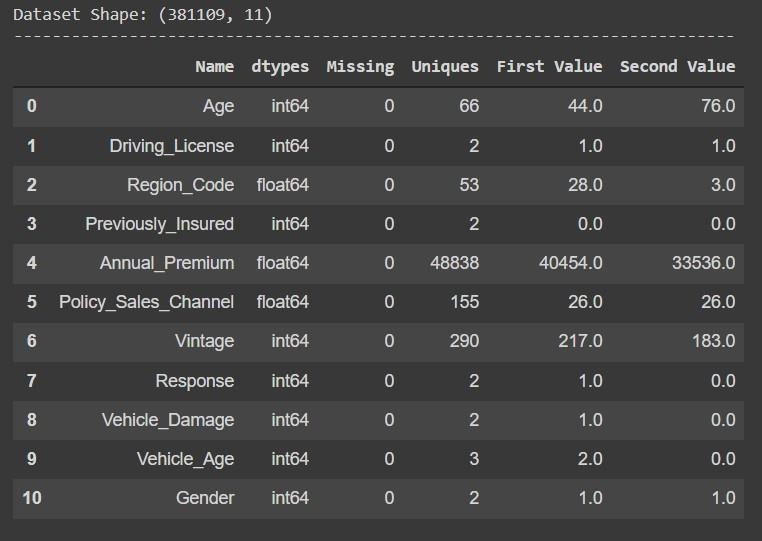 Dataset Shape: (381109, 11)
--------------------------------------------------------------------------
Name dtypes Missing Uniques First Value Second Value
0 Age int64 0 66 44.0 76.0
1 Driving_License int64 0 2 1.0 1.0
2 Region_Code float64 0 53 28.0 3.0
3 Previously_Insured int64 0 2 0.0 0.0
4 Annual_Premium float64 0 48838 40454.0 33536.0
5 Policy_Sales_Channel float64 0 155 26.0 26.0
6 Vintage int64 0 290 217.0 183.0
7 Response int64 0 2 1.0 0.0
8 Vehicle_Damage int64 0 2 1.0 0.0
9 Vehicle_Age int64 0 3 2.0 0.0
10 Gender int64 0 2 1.0 1.0